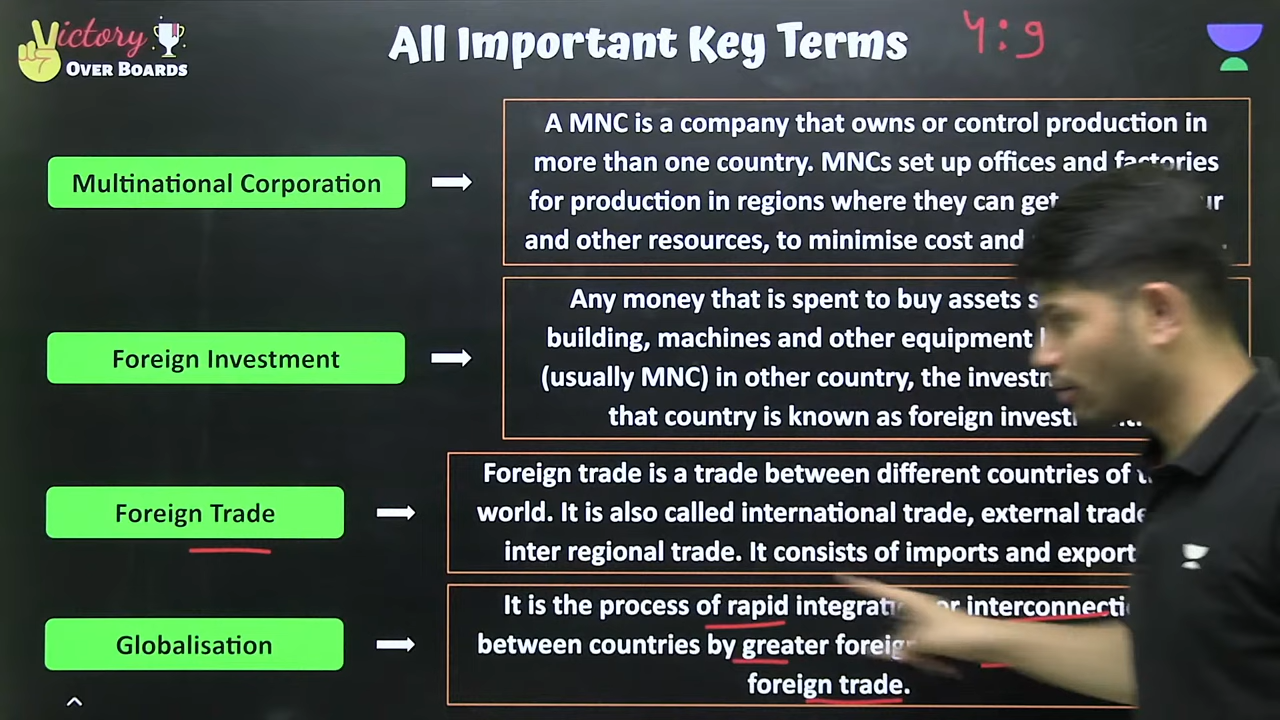 Victory
OVER BOARDS
All Important Key Terms
4:9
Multinational Corporation
A MNC is a company that owns or control production in
more than one country. MNCs set up offices and factories
for production in regions where they can get
and other resources, to minimise cost and
Foreign Investment
Any money that is spent to buy assets
building, machines and other equipment
(usually MNC) in other country, the
that country is known as foreign
Foreign Trade
Foreign trade is a trade between different countries of
world. It is also called international trade, external trade
inter regional trade. It consists of imports and
Globalisation
It is the process of rapid or
between countries by greater
foreign trade.